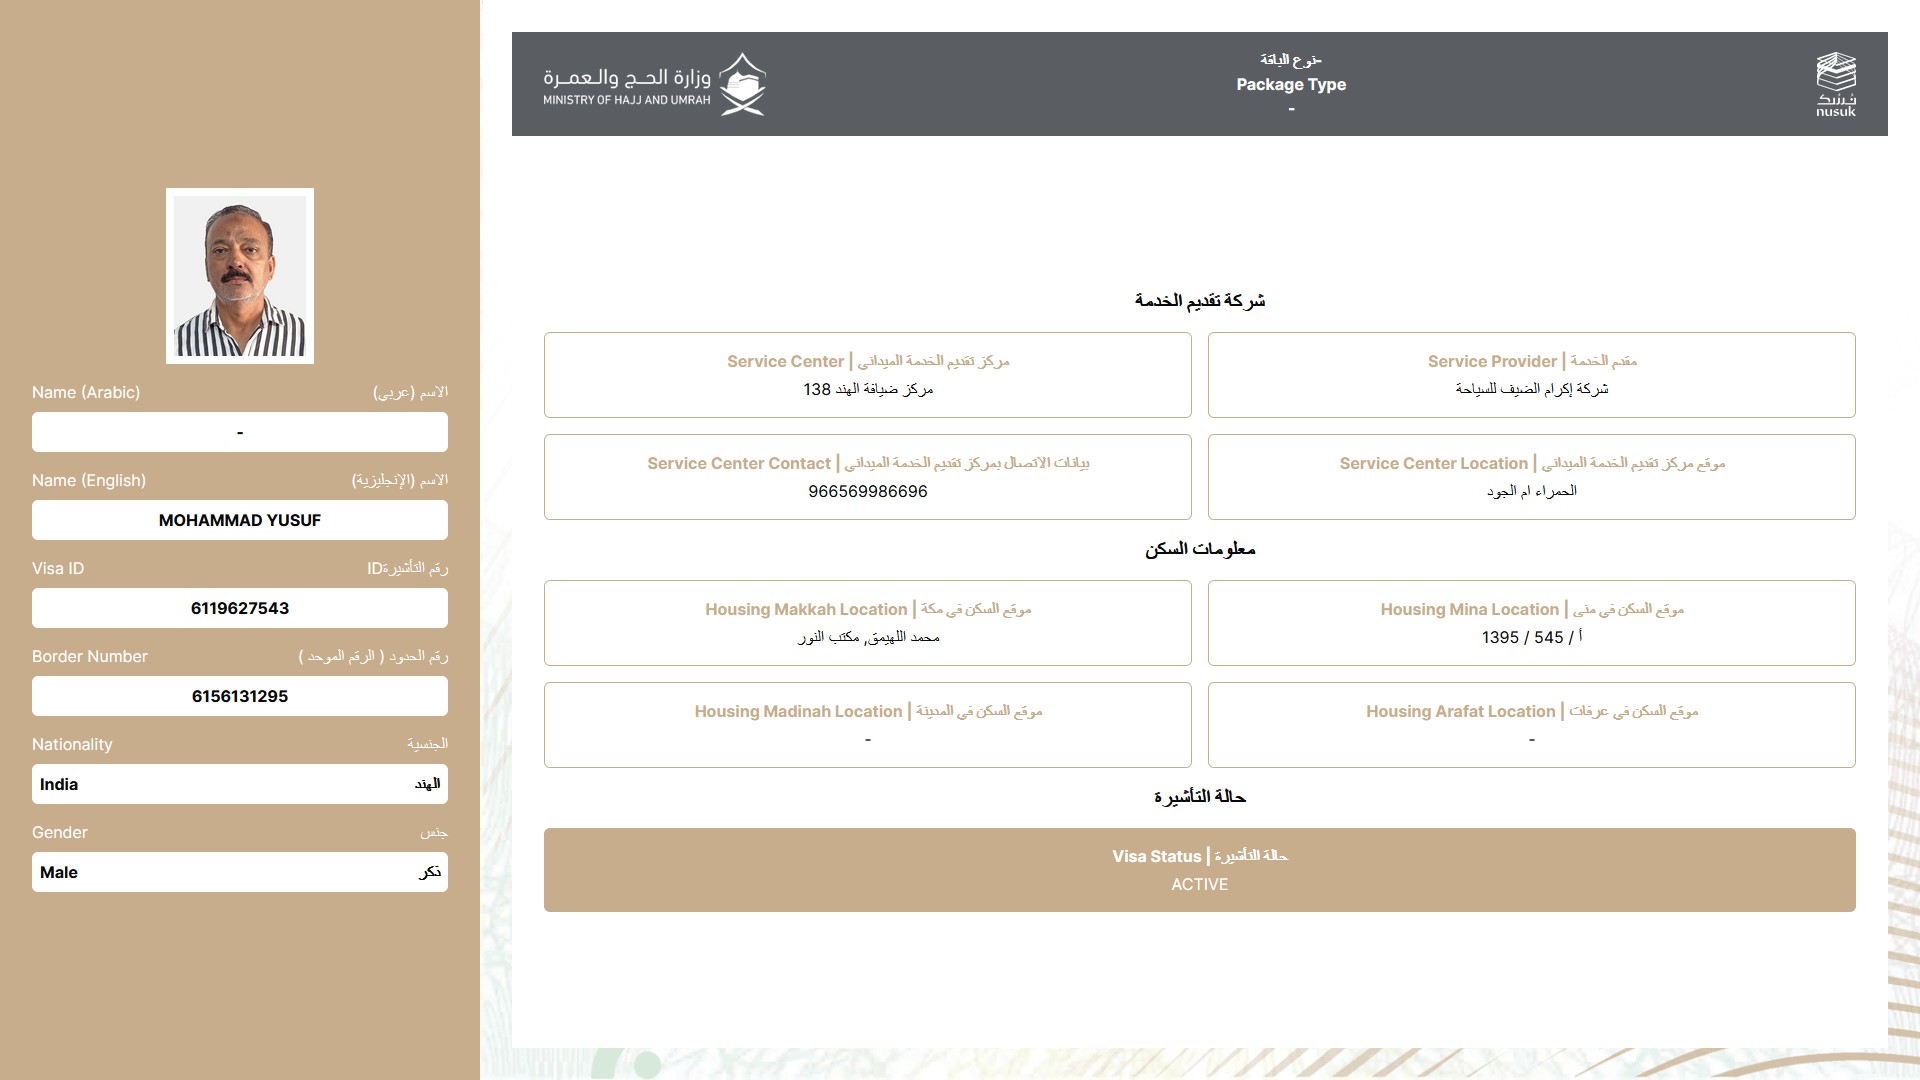 وزارة الحج والعمرة
MINISTRY OF HAJJ AND UMRAH
نوع الباقة-
Package Type
-
نسك
nusuk
Name (Arabic) الاسم (عربي)
-
Name (English) الاسم (الإنجليزية)
MOHAMMAD YUSUF
Visa ID رقم التأشيرةID
6119627543
Border Number رقم الحدود ( الرقم الموحد )
6156131295
Nationality الجنسية
India الهند
Gender جنس
Male ذكر
شركة تقديم الخدمة
Service Center | مركز تقديم الخدمة الميداني
مركز ضيافة الهند 138
Service Provider | مقدم الخدمة
شركة إكرام الضيف للسياحة
Service Center Contact | بيانات الاتصال بمركز تقديم الخدمة الميداني
966569986696
Service Center Location | موقع مركز تقديم الخدمة الميداني
الحمراء ام الجود
معلومات السكن
Housing Makkah Location | موقع السكن في مكة
محمد اللهيمق, مكتب النور
Housing Mina Location | موقع السكن في منى
أ / 545 / 1395
Housing Madinah Location | موقع السكن في المدينة
-
Housing Arafat Location | موقع السكن في عرفات
-
حالة التأشيرة
Visa Status | حالة التأشيرة
ACTIVE